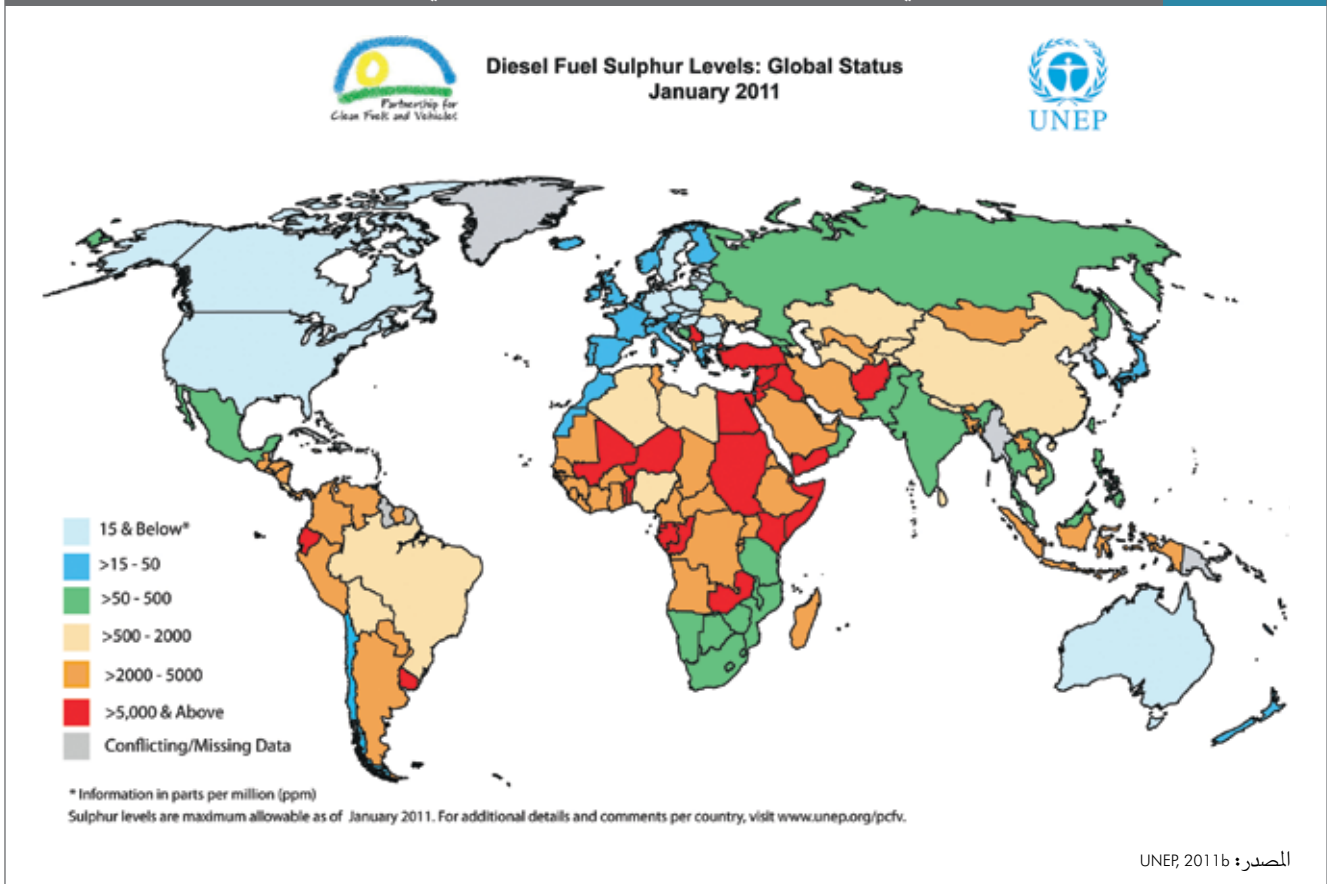 Partnership for
Clean Fuels and Vehicles
Diesel Fuel Sulphur Levels: Global Status
January 2011
UNEP
15 & Below*
>15 - 50
>50 - 500
>500 - 2000
>2000 - 5000
>5,000 & Above
Conflicting/Missing Data
* Information in parts per million (ppm)
Sulphur levels are maximum allowable as of January 2011. For additional details and comments per country, visit www.unep.org/pcfv.
المصدر: UNEP, 2011b